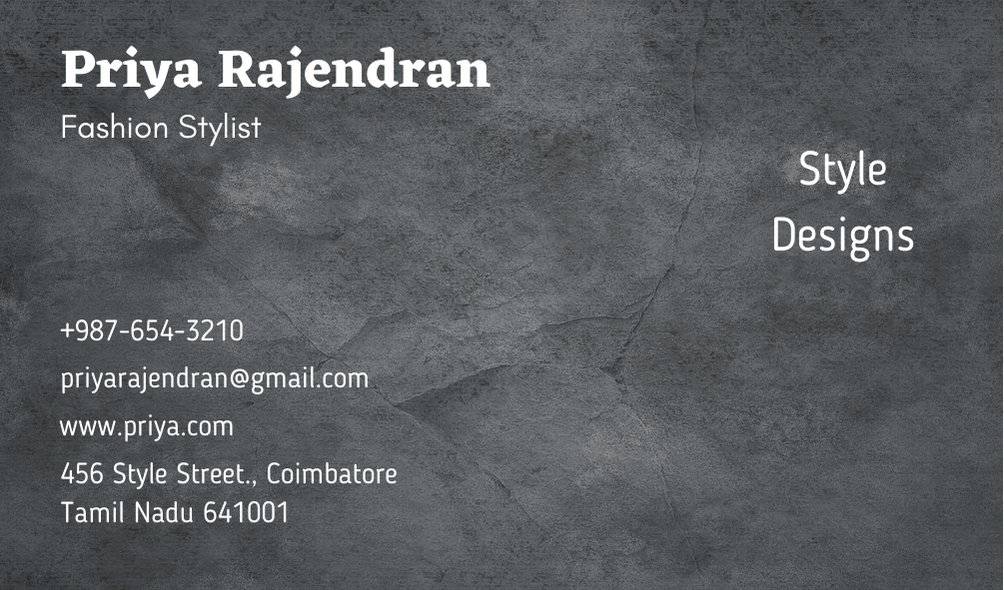 Priya Rajendran
Fashion Stylist
Style
Designs
+987-654-3210
priyarajendran@gmail.com
www.priya.com
456 Style Street., Coimbatore
Tamil Nadu 641001